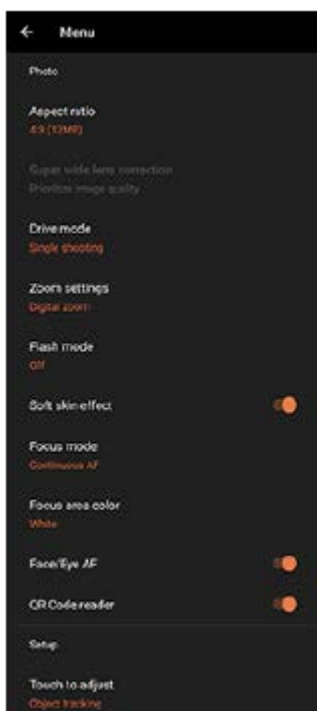 Menu
Photo
Aspect ratio
4:3 (12MP)
Super wide lens correction
Prioritize image quality
Drive mode
Single shooting
Zoom settings
Digital zoom
Flash mode
Off
Soft skin effect
Focus mode
Continuous AF
Focus area color
White
Face/Eye AF
QR Code reader
Setup
Touch to adjust
Object tracking